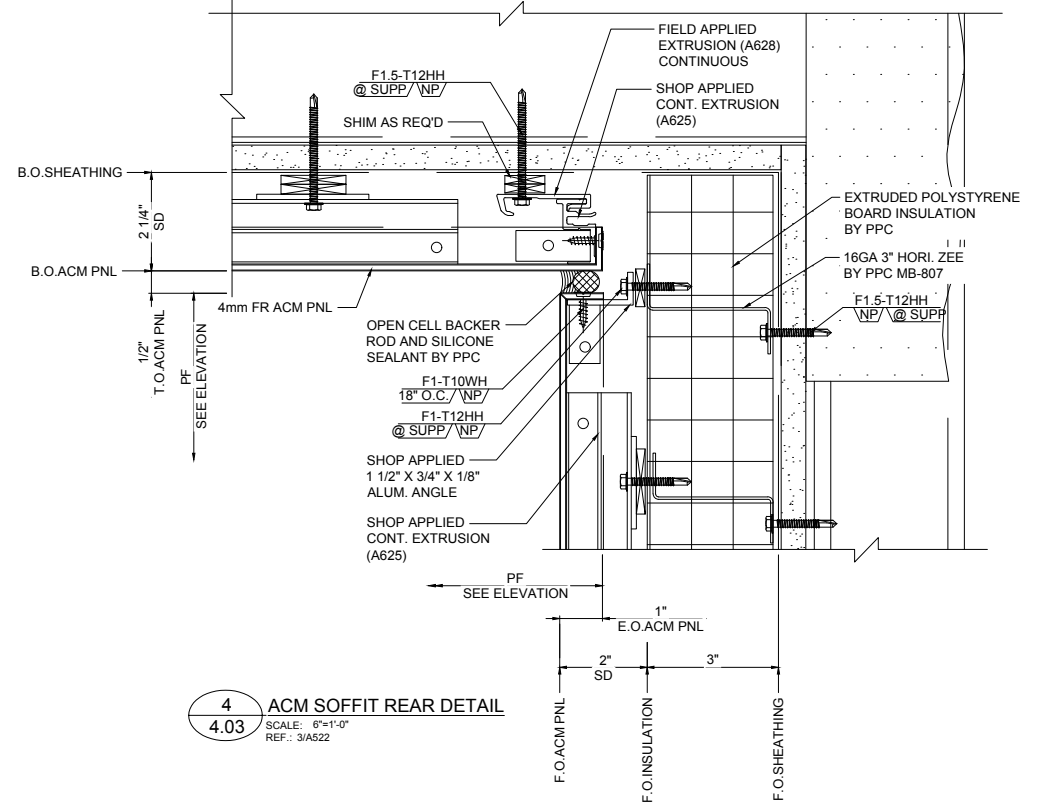 FIELD APPLIED
EXTRUSION (A628)
CONTINUOUS
F1.5-T12HH
@ SUPP NP
SHOP APPLIED
CONT. EXTRUSION
(A625)
SHIM AS REQ'D
B.O.SHEATHING
2 1/4"
SD
EXTRUDED POLYSTYRENE
BOARD INSULATION
BY PPC
16GA 3" HORI. ZEE
BY PPC MB-807
B.O.ACM PNL
4mm FR ACM PNL
F1.5-T12HH
NP @ SUPP
1/2"
T.O.ACM PNL
PF
SEE ELEVATION
OPEN CELL BACKER
ROD AND SILICONE
SEALANT BY PPC
F1-T10WH
18" O.C. NP
F1-T12HH
@ SUPP NP
SHOP APPLIED
1 1/2" X 3/4" X 1/8"
ALUM. ANGLE
SHOP APPLIED
CONT. EXTRUSION
(A625)
PF
SEE ELEVATION
1"
E.O.ACM PNL
2"
SD
3"
F.O.ACM PNL
F.O.INSULATION
F.O.SHEATHING
4
4.03
ACM SOFFIT REAR DETAIL
SCALE: 6"=1'-0"
REF.: 3/A522